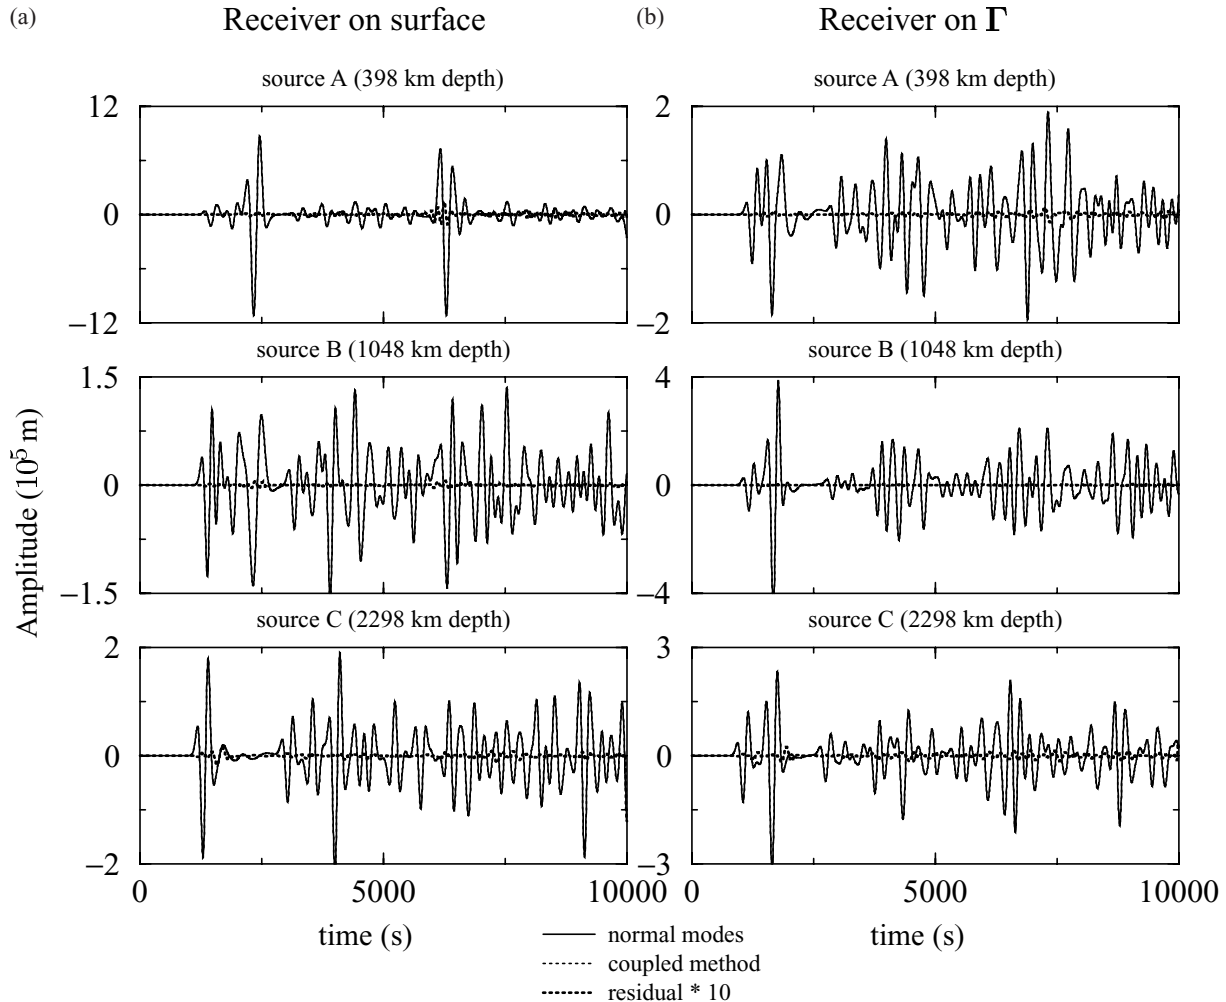 (a) Receiver on surface
(b) Receiver on Γ
source A (398 km depth)
source A (398 km depth)
12
0
−12
2
0
−2
source B (1048 km depth)
source B (1048 km depth)
1.5
0
−1.5
4
0
−4
source C (2298 km depth)
source C (2298 km depth)
2
0
−2
3
0
−3
Amplitude (10⁵ m)
0 5000 10000
0 5000 10000
time (s)
time (s)
normal modes
coupled method
residual * 10